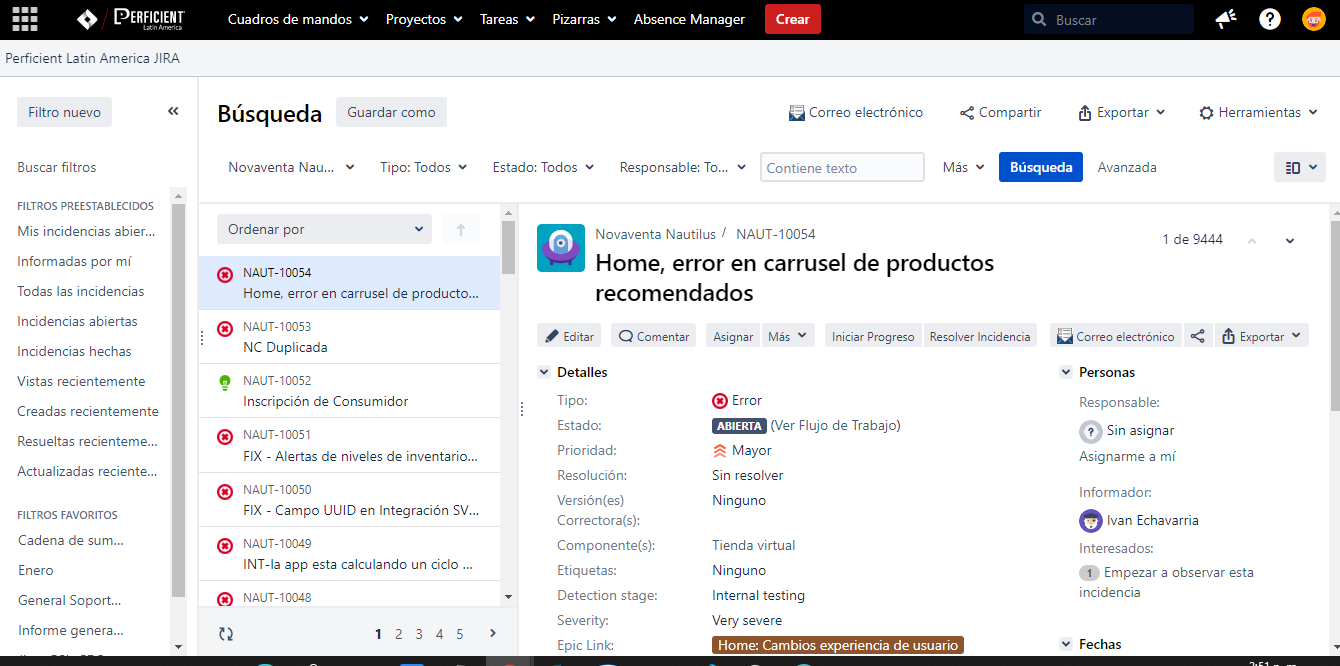 PERFICIENT
Latin America
Cuadros de mandos
Proyectos
Tareas
Pizarras
Absence Manager
Crear
Buscar
Perficient Latin America JIRA
Filtro nuevo
Buscar filtros
FILTROS PREESTABLECIDOS
Mis incidencias abier...
Informadas por mí
Todas las incidencias
Incidencias abiertas
Incidencias hechas
Vistas recientemente
Creadas recientemente
Resueltas recienteme...
Actualizadas reciente...
FILTROS FAVORITOS
Cadena de sum...
Enero
General Soport...
Informe genera...
Búsqueda
Guardar como
Correo electrónico
Compartir
Exportar
Herramientas
Novaventa Nau...
Tipo: Todos
Estado: Todos
Responsable: To...
Contiene texto
Más
Búsqueda
Avanzada
Ordenar por
NAUT-10054
Home, error en carrusel de producto...
NAUT-10053
NC Duplicada
NAUT-10052
Inscripción de Consumidor
NAUT-10051
FIX - Alertas de niveles de inventario...
NAUT-10050
FIX - Campo UUID en Integración SV...
NAUT-10049
INT-la app esta calculando un ciclo ...
NAUT-10048
1 2 3 4 5
Novaventa Nautilus / NAUT-10054
1 de 9444
Home, error en carrusel de productos
recomendados
Editar
Comentar
Asignar
Más
Iniciar Progreso
Resolver Incidencia
Correo electrónico
Exportar
Detalles
Tipo: Error
Estado: ABIERTA (Ver Flujo de Trabajo)
Prioridad: Mayor
Resolución: Sin resolver
Versión(es) Ninguno
Correctora(s):
Componente(s): Tienda virtual
Etiquetas: Ninguno
Detection stage: Internal testing
Severity: Very severe
Epic Link: Home: Cambios experiencia de usuario
Personas
Responsable:
? Sin asignar
Asignarme a mí
Informador:
Ivan Echavarria
Interesados:
1 Empezar a observar esta
incidencia
Fechas